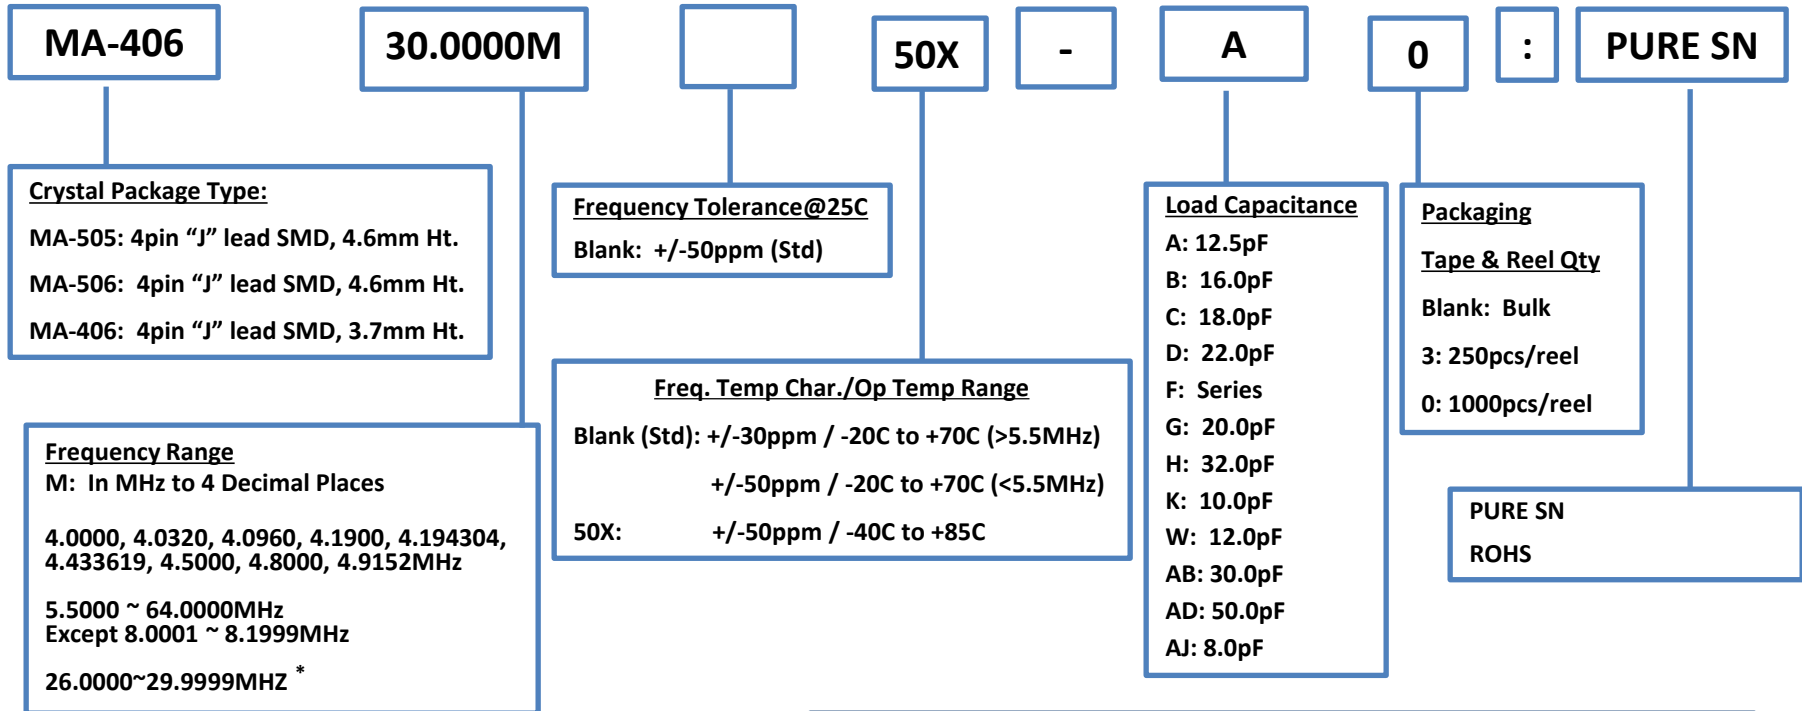 MA-406
30.0000M
50X
-
A
0
:
PURE SN
Crystal Package Type:
MA-505: 4pin “J” lead SMD, 4.6mm Ht.
MA-506: 4pin “J” lead SMD, 4.6mm Ht.
MA-406: 4pin “J” lead SMD, 3.7mm Ht.
Frequency Range
M: In MHz to 4 Decimal Places
4.0000, 4.0320, 4.0960, 4.1900, 4.194304,
4.433619, 4.5000, 4.8000, 4.9152MHz
5.5000 ~ 64.0000MHz
Except 8.0001 ~ 8.1999MHz
26.0000~29.9999MHZ *
Frequency Tolerance@25C
Blank: +/-50ppm (Std)
Freq. Temp Char./Op Temp Range
Blank (Std): +/-30ppm / -20C to +70C (>5.5MHz)
+/-50ppm / -20C to +70C (<5.5MHz)
50X: +/-50ppm / -40C to +85C
Load Capacitance
A: 12.5pF
B: 16.0pF
C: 18.0pF
D: 22.0pF
F: Series
G: 20.0pF
H: 32.0pF
K: 10.0pF
W: 12.0pF
AB: 30.0pF
AD: 50.0pF
AJ: 8.0pF
Packaging
Tape & Reel Qty
Blank: Bulk
3: 250pcs/reel
0: 1000pcs/reel
PURE SN
ROHS